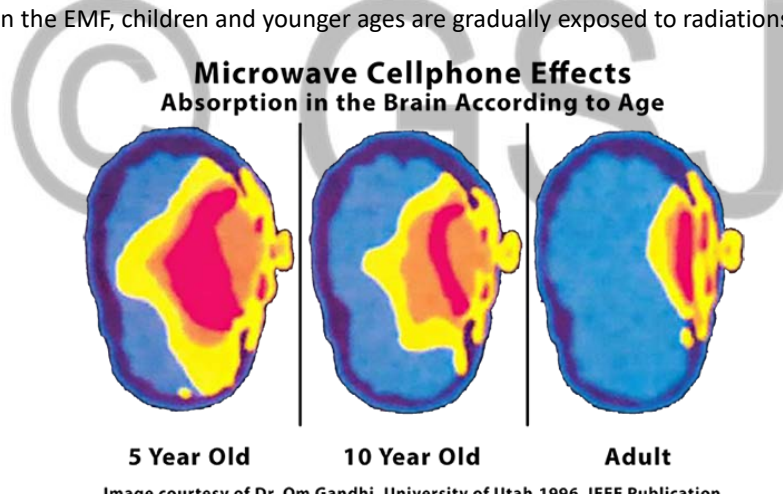 n the EMF, children and younger ages are gradually exposed to radiations
© GSJ
Microwave Cellphone Effects
Absorption in the Brain According to Age
5 Year Old 10 Year Old Adult
Image courtesy of Dr. Om Gandhi, University of Utah 1996, IEEE Publication